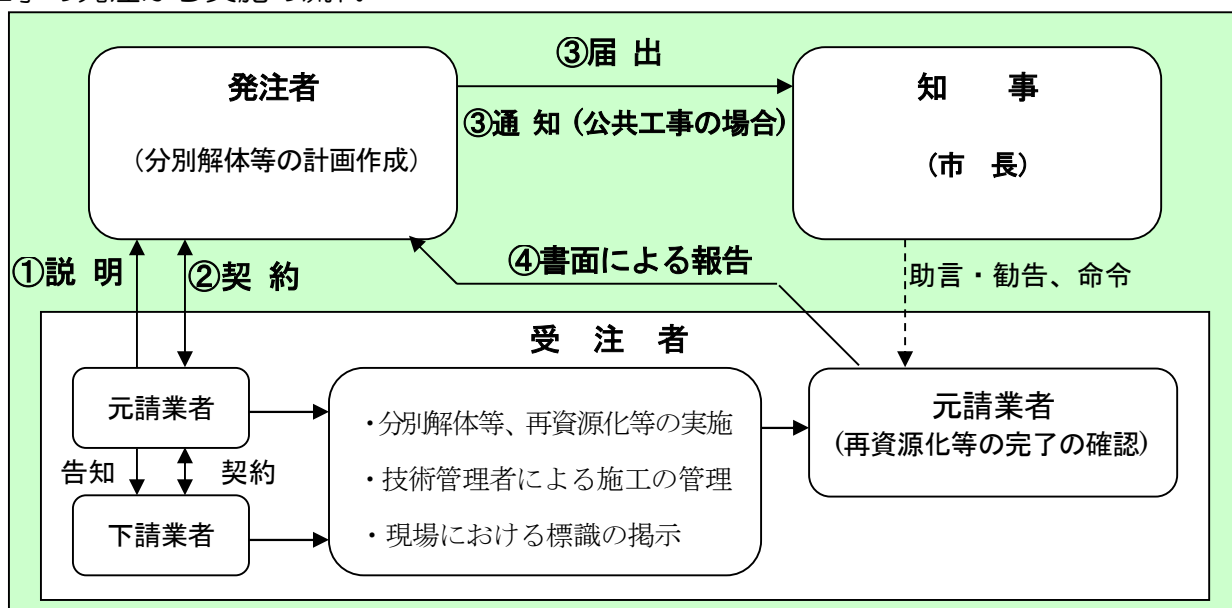 発注者
(分別解体等の計画作成)
③届 出
③通 知 (公共工事の場合)
知 事
(市 長)
①説 明
②契 約
④書面による報告
助言・勧告、命令
受 注 者
元請業者
告知
契約
下請業者
・分別解体等、再資源化等の実施
・技術管理者による施工の管理
・現場における標識の掲示
元請業者
(再資源化等の完了の確認)